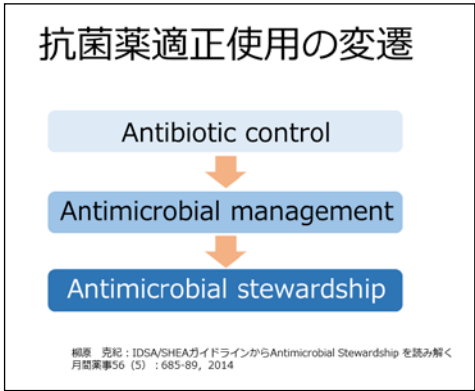 抗菌薬適正使用の変遷
Antibiotic control
Antimicrobial management
Antimicrobial stewardship
栁原　克紀：IDSA/SHEAガイドラインからAntimicrobial Stewardship を読み解く
月間薬事56（5）：685-89，2014